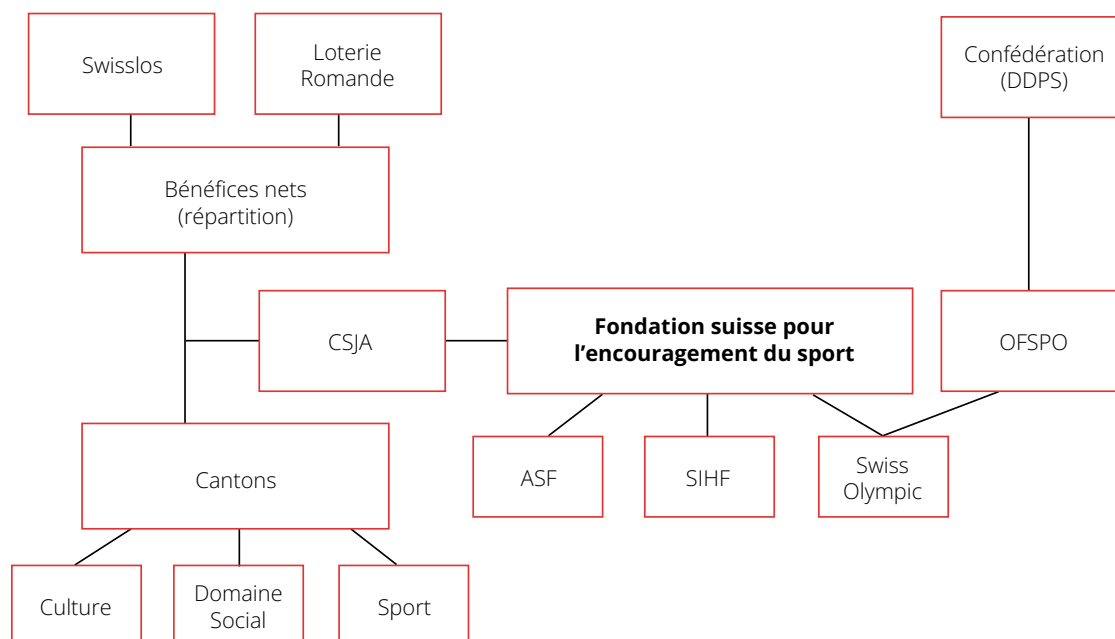 Swisslos
Loterie
Romande
Confédération
(DDPS)
Bénéfices nets
(répartition)
CSJA
Fondation suisse pour
l’encouragement du sport
OFSPO
Cantons
ASF
SIHF
Swiss
Olympic
Culture
Domaine
Social
Sport